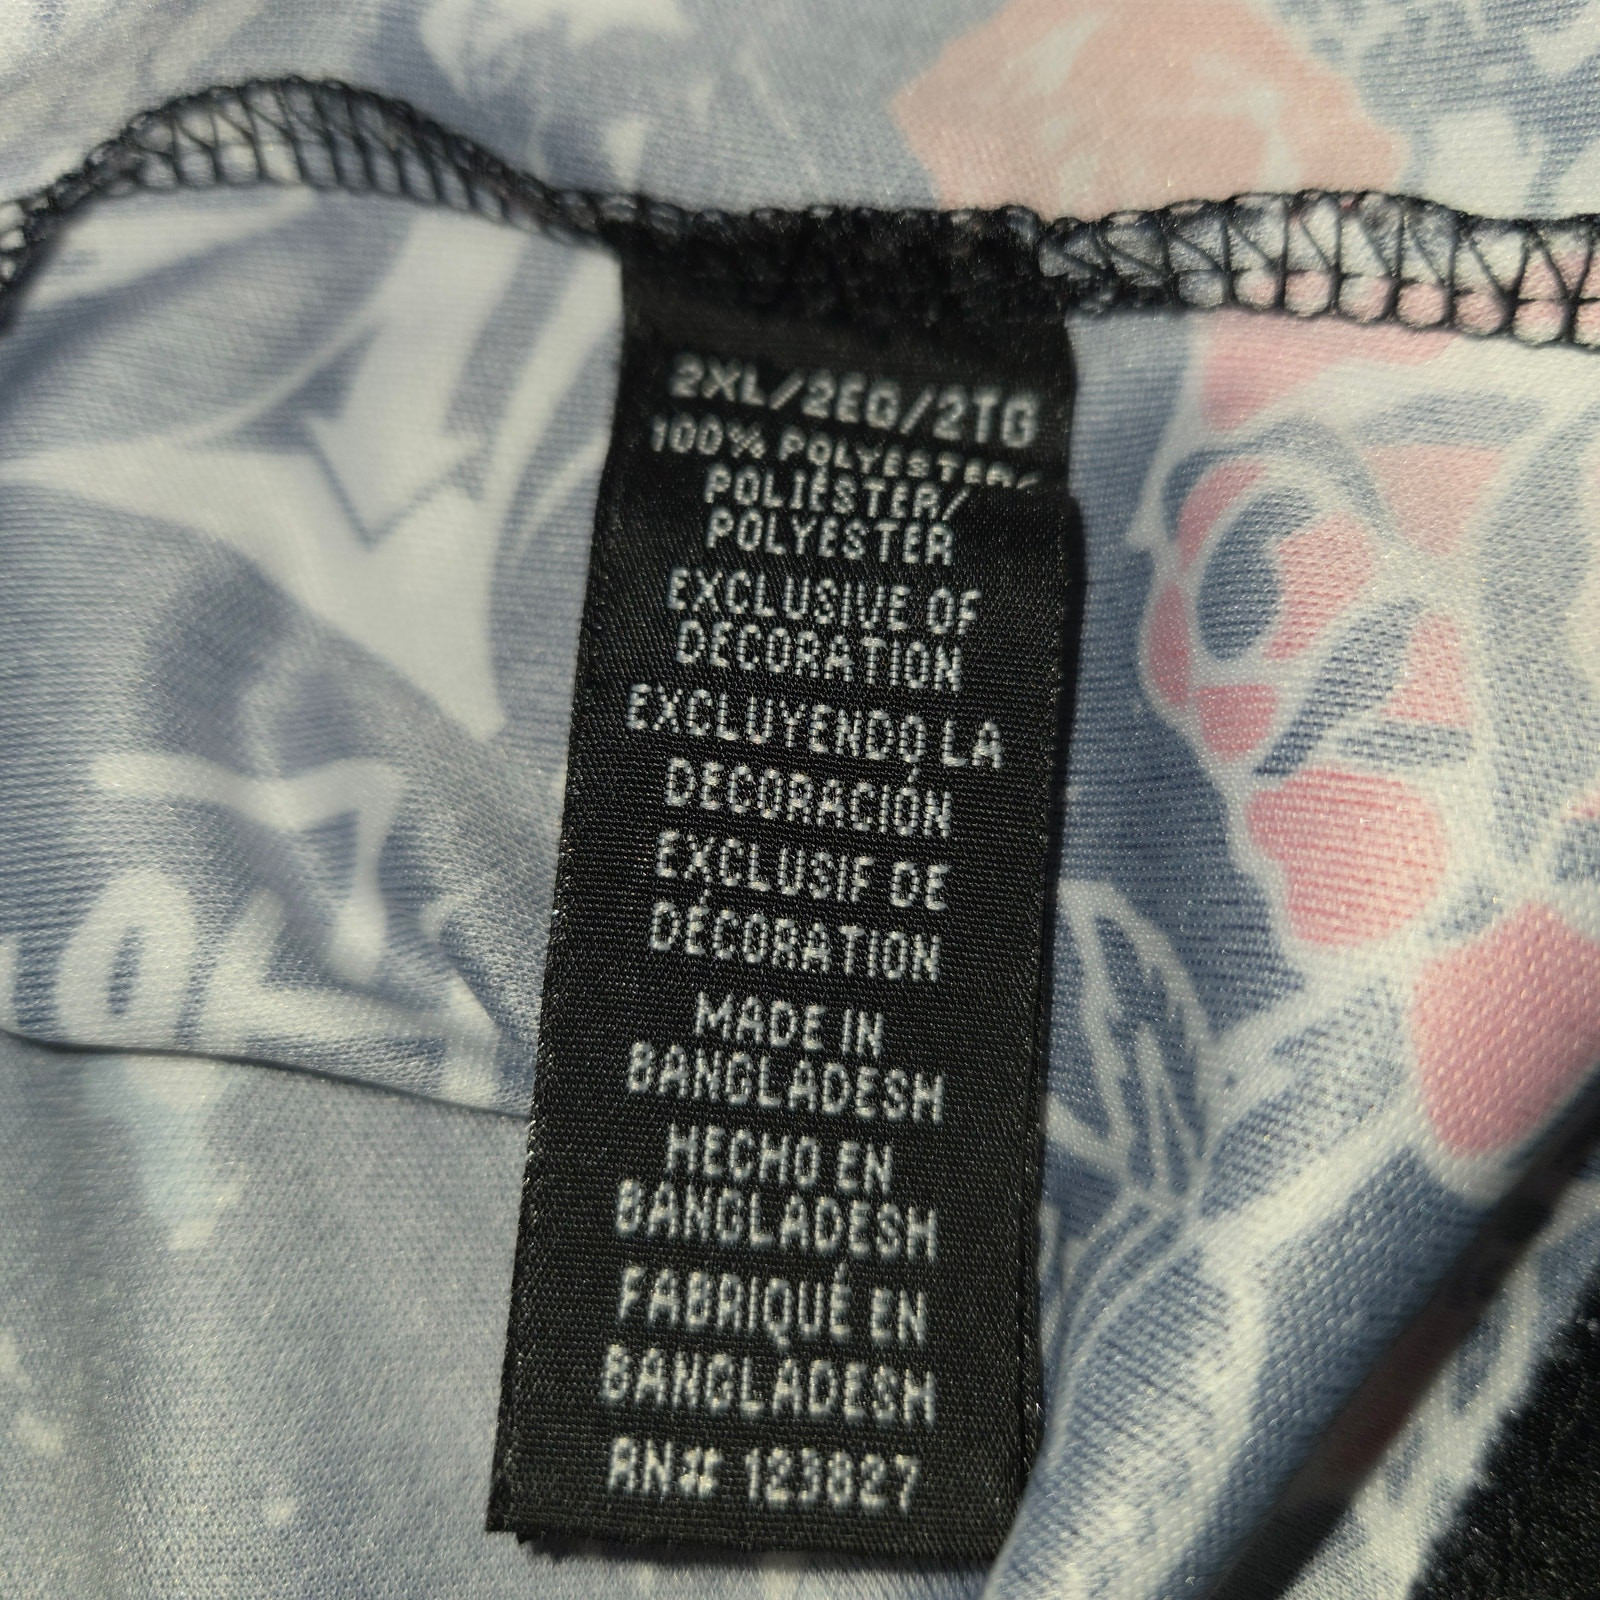 2XL/2EG/2TG
100% POLYESTER/
POLIÉSTER/
POLYESTER
EXCLUSIVE OF
DECORATION
EXCLUYENDO LA
DECORACIÓN
EXCLUSIF DE
DÉCORATION
MADE IN
BANGLADESH
HECHO EN
BANGLADESH
FABRIQUÉ EN
BANGLADESH
RN# 123827